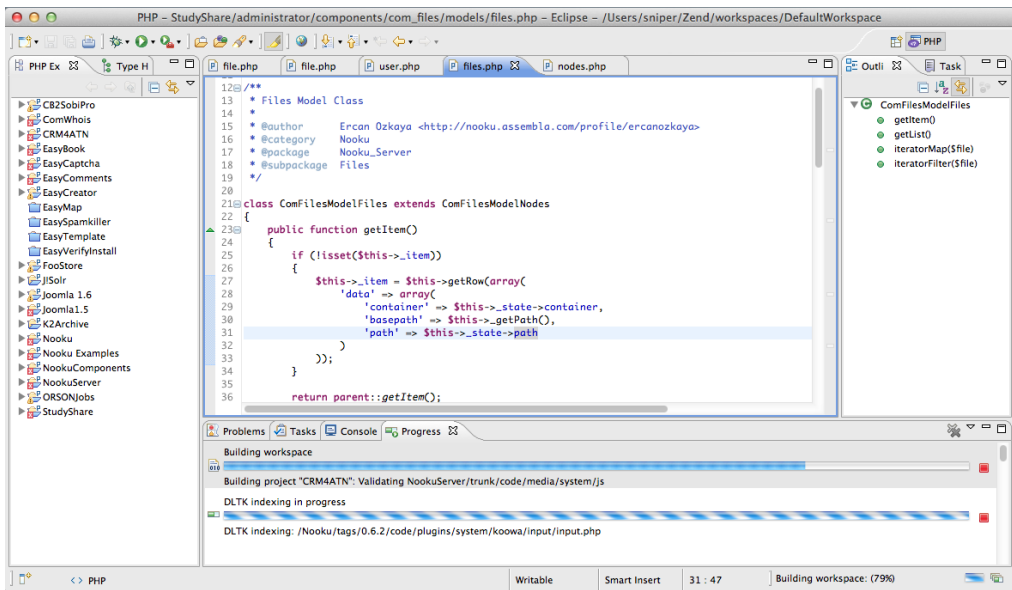 PHP – StudyShare/administrator/components/com_files/models/files.php – Eclipse – /Users/sniper/Zend/workspaces/DefaultWorkspace
PHP
PHP Ex
Type H
file.php
file.php
user.php
files.php
nodes.php
Outli
Task
CB2SobiPro
ComWhois
CRM4ATN
EasyBook
EasyCaptcha
EasyComments
EasyCreator
EasyMap
EasySpamkiller
EasyTemplate
EasyVerifyInstall
FooStore
J!Solr
Joomla 1.6
Joomla1.5
K2Archive
Nooku
Nooku Examples
NookuComponents
NookuServer
ORSONJobs
StudyShare
12 /**
13 * Files Model Class
14 *
15 * @author Ercan Ozkaya <http://nooku.assembla.com/profile/ercanozkaya>
16 * @category Nooku
17 * @package Nooku_Server
18 * @subpackage Files
19 */
20
21 class ComFilesModelFiles extends ComFilesModelNodes
22 {
23 public function getItem()
24 {
25 if (!isset($this->_item))
26 {
27 $this->_item = $this->getRow(array(
28 'data' => array(
29 'container' => $this->_state->container,
30 'basepath' => $this->_getPath(),
31 'path' => $this->_state->path
32 )
33 ));
34 }
35
36 return parent::getItem();
ComFilesModelFiles
getItem()
getList()
iteratorMap($file)
iteratorFilter($file)
Problems
Tasks
Console
Progress
Building workspace
Building project "CRM4ATN": Validating NookuServer/trunk/code/media/system/js
DLTK indexing in progress
DLTK indexing: /Nooku/tags/0.6.2/code/plugins/system/koowa/input/input.php
<> PHP
Writable
Smart Insert
31 : 47
Building workspace: (79%)